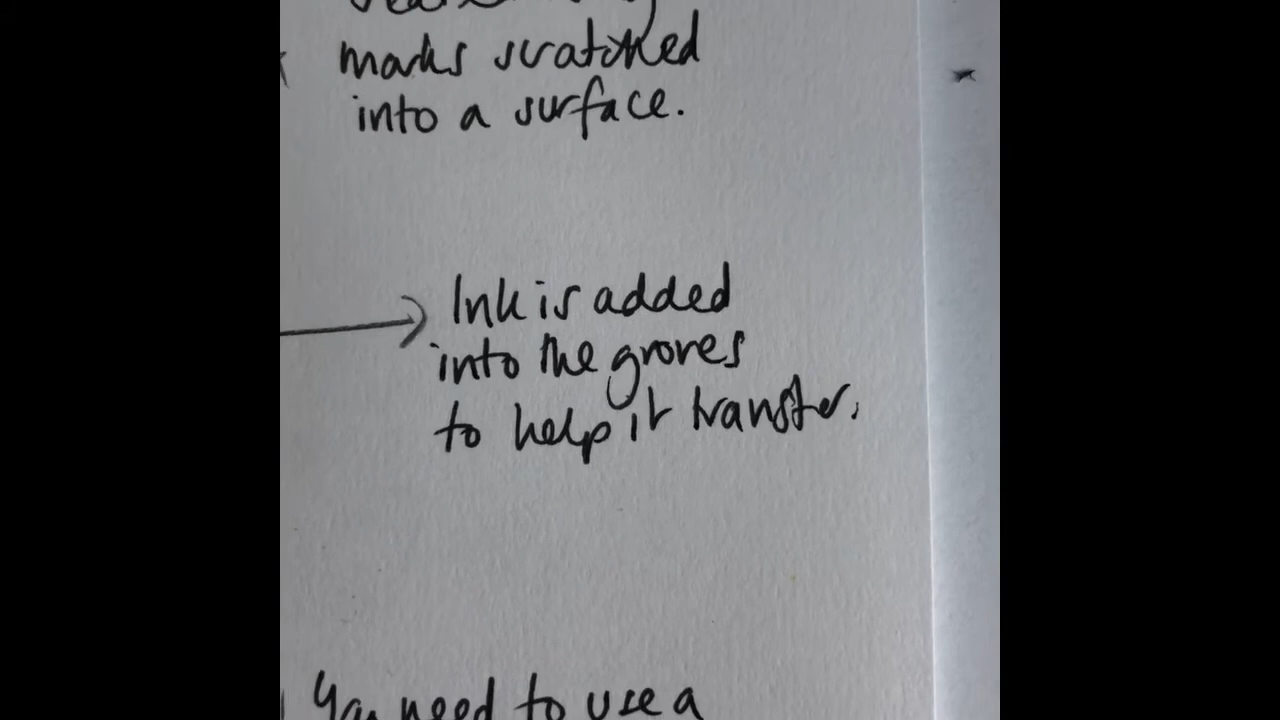 marks scratched
into a surface.
Ink is added
into the groves
to help it transfer.
You need to use a